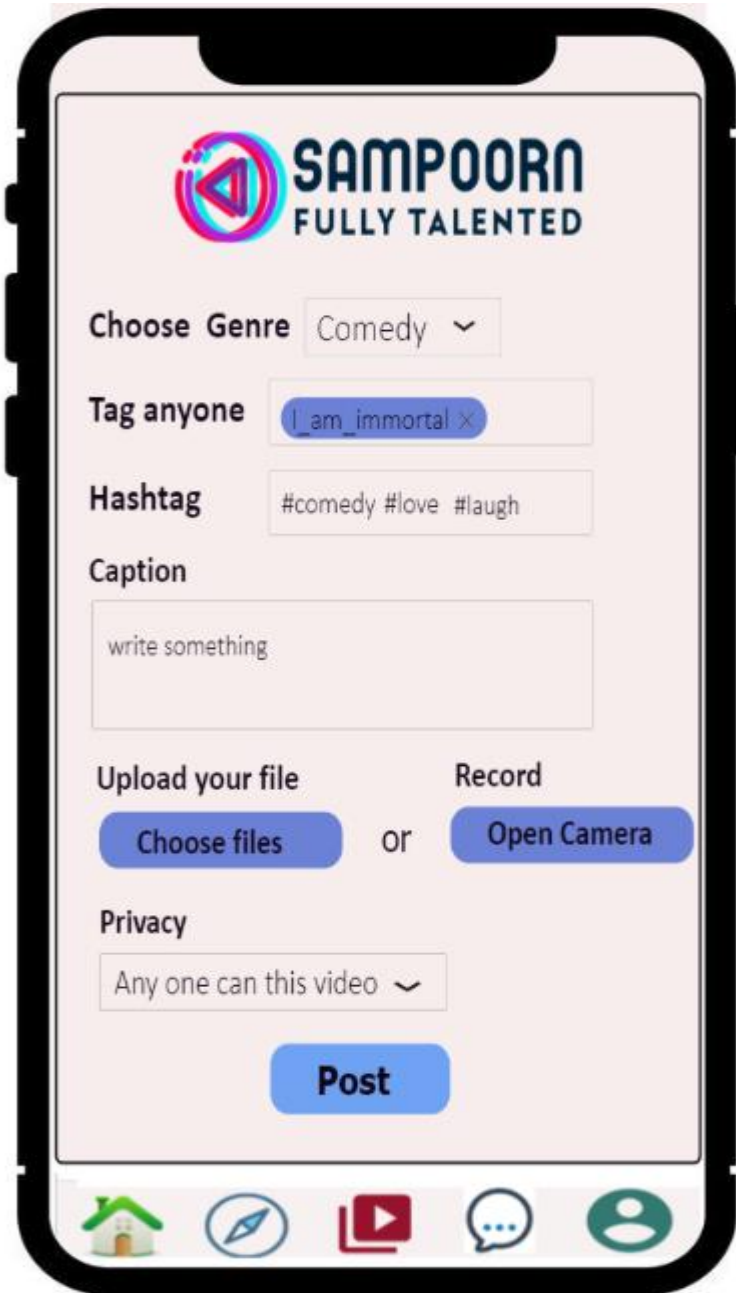 SAMPOORN
FULLY TALENTED
Choose Genre Comedy
Tag anyone I_am_immortal ×
Hashtag #comedy #love #laugh
Caption
write something
Upload your file Record
Choose files or Open Camera
Privacy
Any one can this video
Post